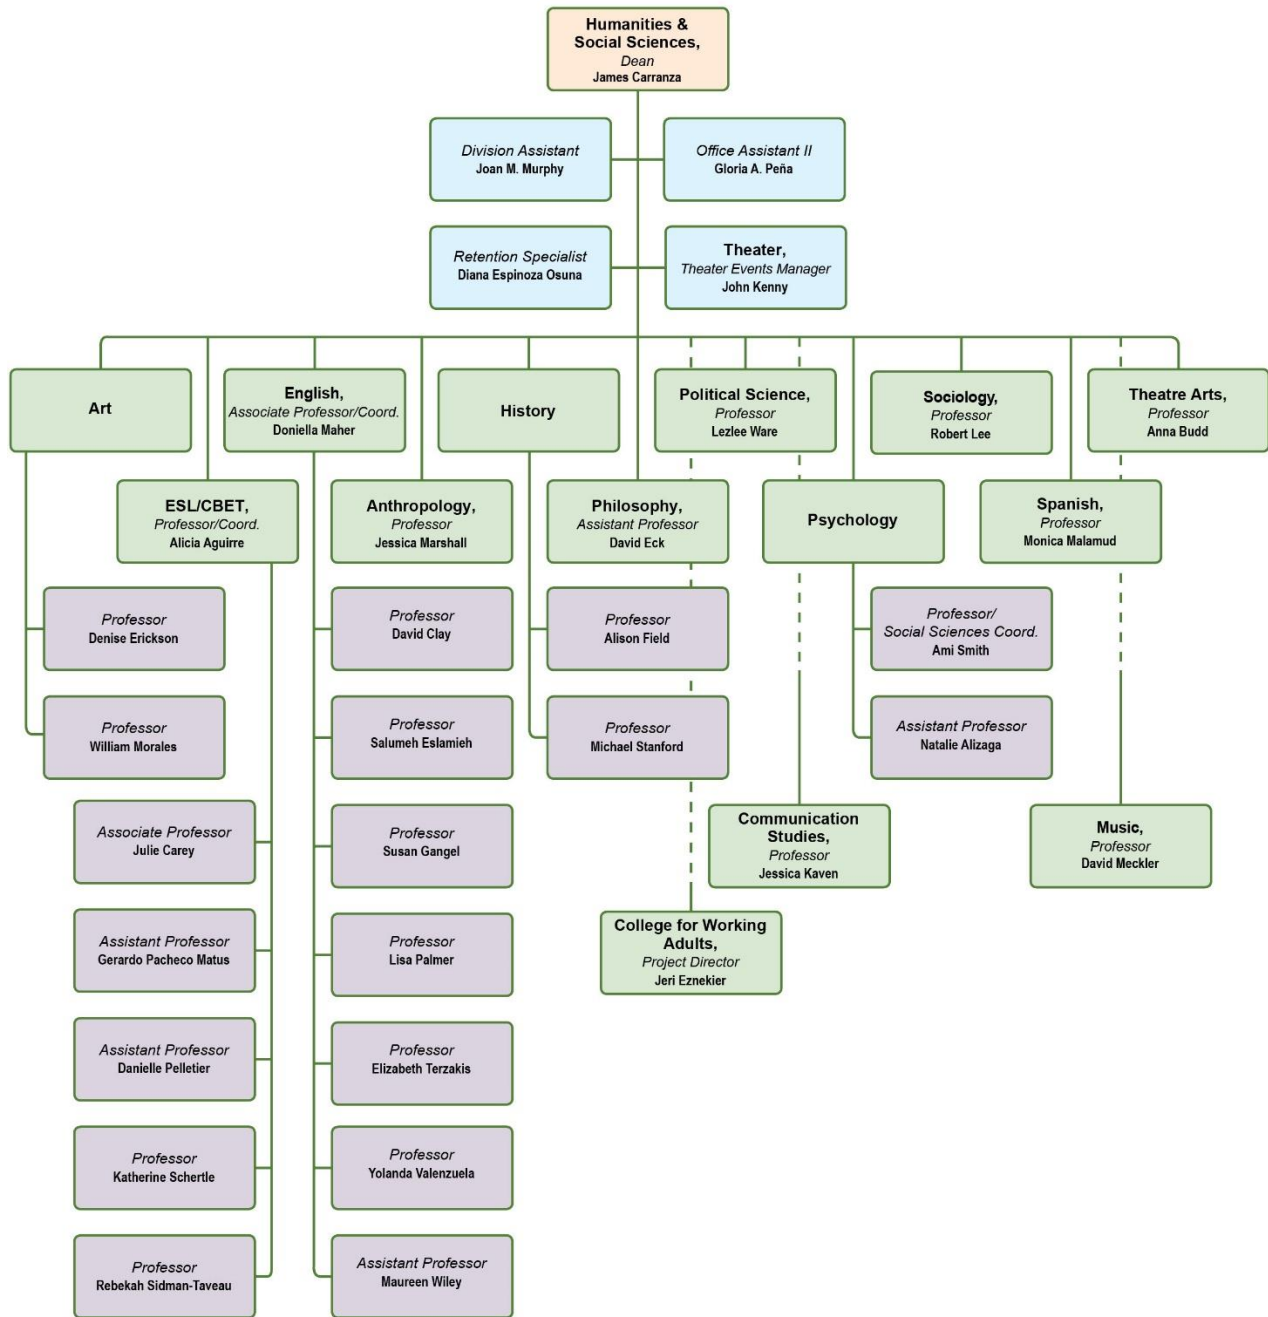 Humanities &
Social Sciences,
Dean
James Carranza
Division Assistant
Joan M. Murphy
Office Assistant II
Gloria A. Peña
Retention Specialist
Diana Espinoza Osuna
Theater,
Theater Events Manager
John Kenny
Art
English,
Associate Professor/Coord.
Doniella Maher
History
Political Science,
Professor
Lezlee Ware
Sociology,
Professor
Robert Lee
Theatre Arts,
Professor
Anna Budd
ESL/CBET,
Professor/Coord.
Alicia Aguirre
Anthropology,
Professor
Jessica Marshall
Philosophy,
Assistant Professor
David Eck
Psychology
Spanish,
Professor
Monica Malamud
Professor
Denise Erickson
Professor
David Clay
Professor
Alison Field
Professor/
Social Sciences Coord.
Ami Smith
Professor
William Morales
Professor
Salumeh Eslamieh
Professor
Michael Stanford
Assistant Professor
Natalie Alizaga
Associate Professor
Julie Carey
Professor
Susan Gangel
Communication
Studies,
Professor
Jessica Kaven
Music,
Professor
David Meckler
Assistant Professor
Gerardo Pacheco Matus
Professor
Lisa Palmer
College for Working
Adults,
Project Director
Jeri Eznekier
Assistant Professor
Danielle Pelletier
Professor
Elizabeth Terzakis
Professor
Katherine Schertle
Professor
Yolanda Valenzuela
Professor
Rebekah Sidman-Taveau
Assistant Professor
Maureen Wiley